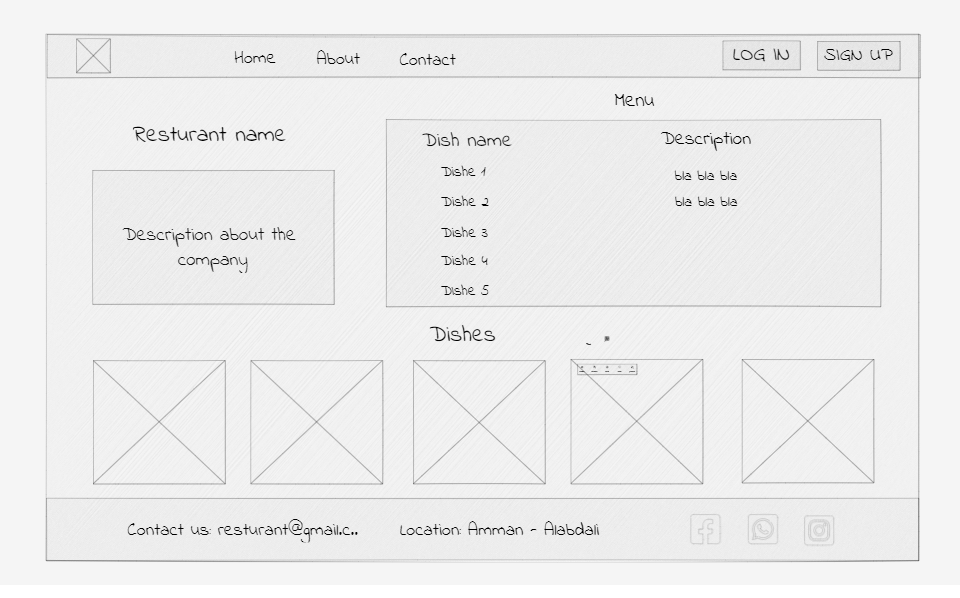 Home About Contact LOG IN SIGN UP
Menu
Resturant name
Description about the
company
Dish name Description
Dishe 1 bla bla bla
Dishe 2 bla bla bla
Dishe 3
Dishe 4
Dishe 5
Dishes
Contact us: resturant@gmail.c.. Location: Amman - Alabdali